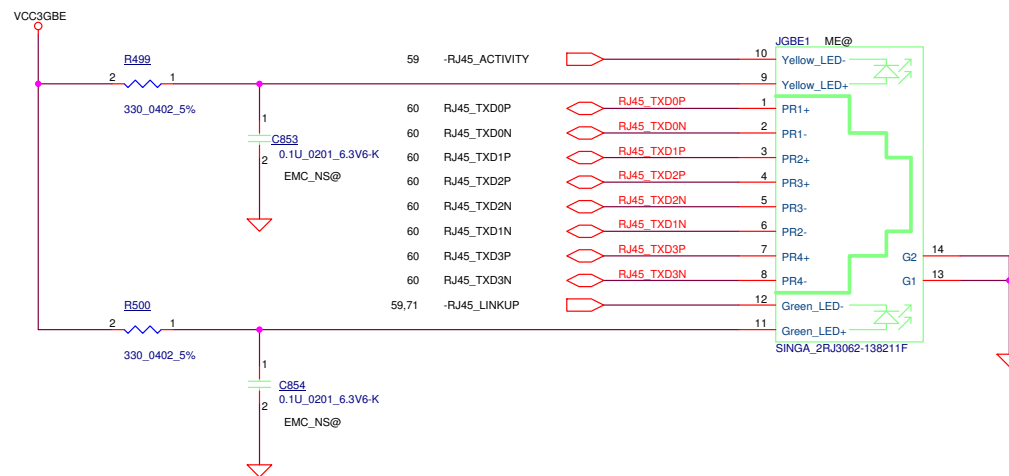 VCC3GBE
JGBE1 ME@
R499
2 1
330_0402_5%
1
C853
2
0.1U_0201_6.3V6-K
EMC_NS@
59 -RJ45_ACTIVITY 10 Yellow_LED-
9 Yellow_LED+
60 RJ45_TXD0P RJ45_TXD0P 1 PR1+
60 RJ45_TXD0N RJ45_TXD0N 2 PR1-
60 RJ45_TXD1P RJ45_TXD1P 3 PR2+
60 RJ45_TXD2P RJ45_TXD2P 4 PR3+
60 RJ45_TXD2N RJ45_TXD2N 5 PR3-
60 RJ45_TXD1N RJ45_TXD1N 6 PR2-
60 RJ45_TXD3P RJ45_TXD3P 7 PR4+
60 RJ45_TXD3N RJ45_TXD3N 8 PR4-
G2 14
G1 13
59,71 -RJ45_LINKUP 12 Green_LED-
11 Green_LED+
SINGA_2RJ3062-138211F
R500
2 1
330_0402_5%
1
C854
2
0.1U_0201_6.3V6-K
EMC_NS@